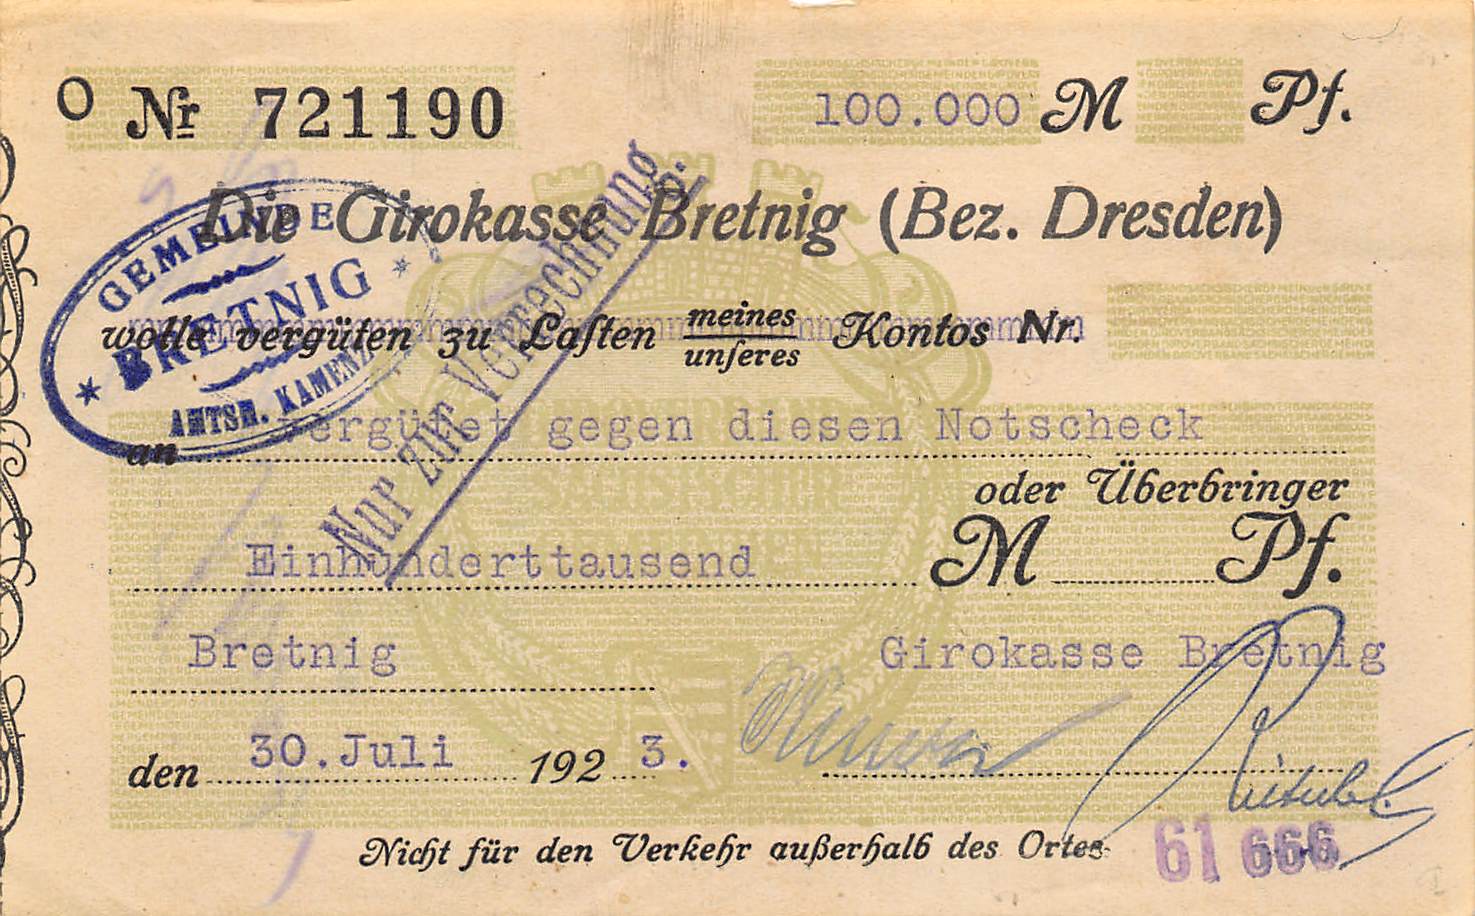 O Nr 721190
100.000 M Pf.
Die Girokasse Bretnig (Bez. Dresden)
GEMEINDE
BRETNIG
AMTSH. KAMENZ
Nur zur Verrechnung.
wolle vergüten zu Lasten meines Kontos Nr.
unseres
an vergütet gegen diesen Notscheck
oder Überbringer
Einhunderttausend M Pf.
Bretnig Girokasse Bretnig
den 30.Juli 1923.
Nicht für den Verkehr außerhalb des Ortes
61 666